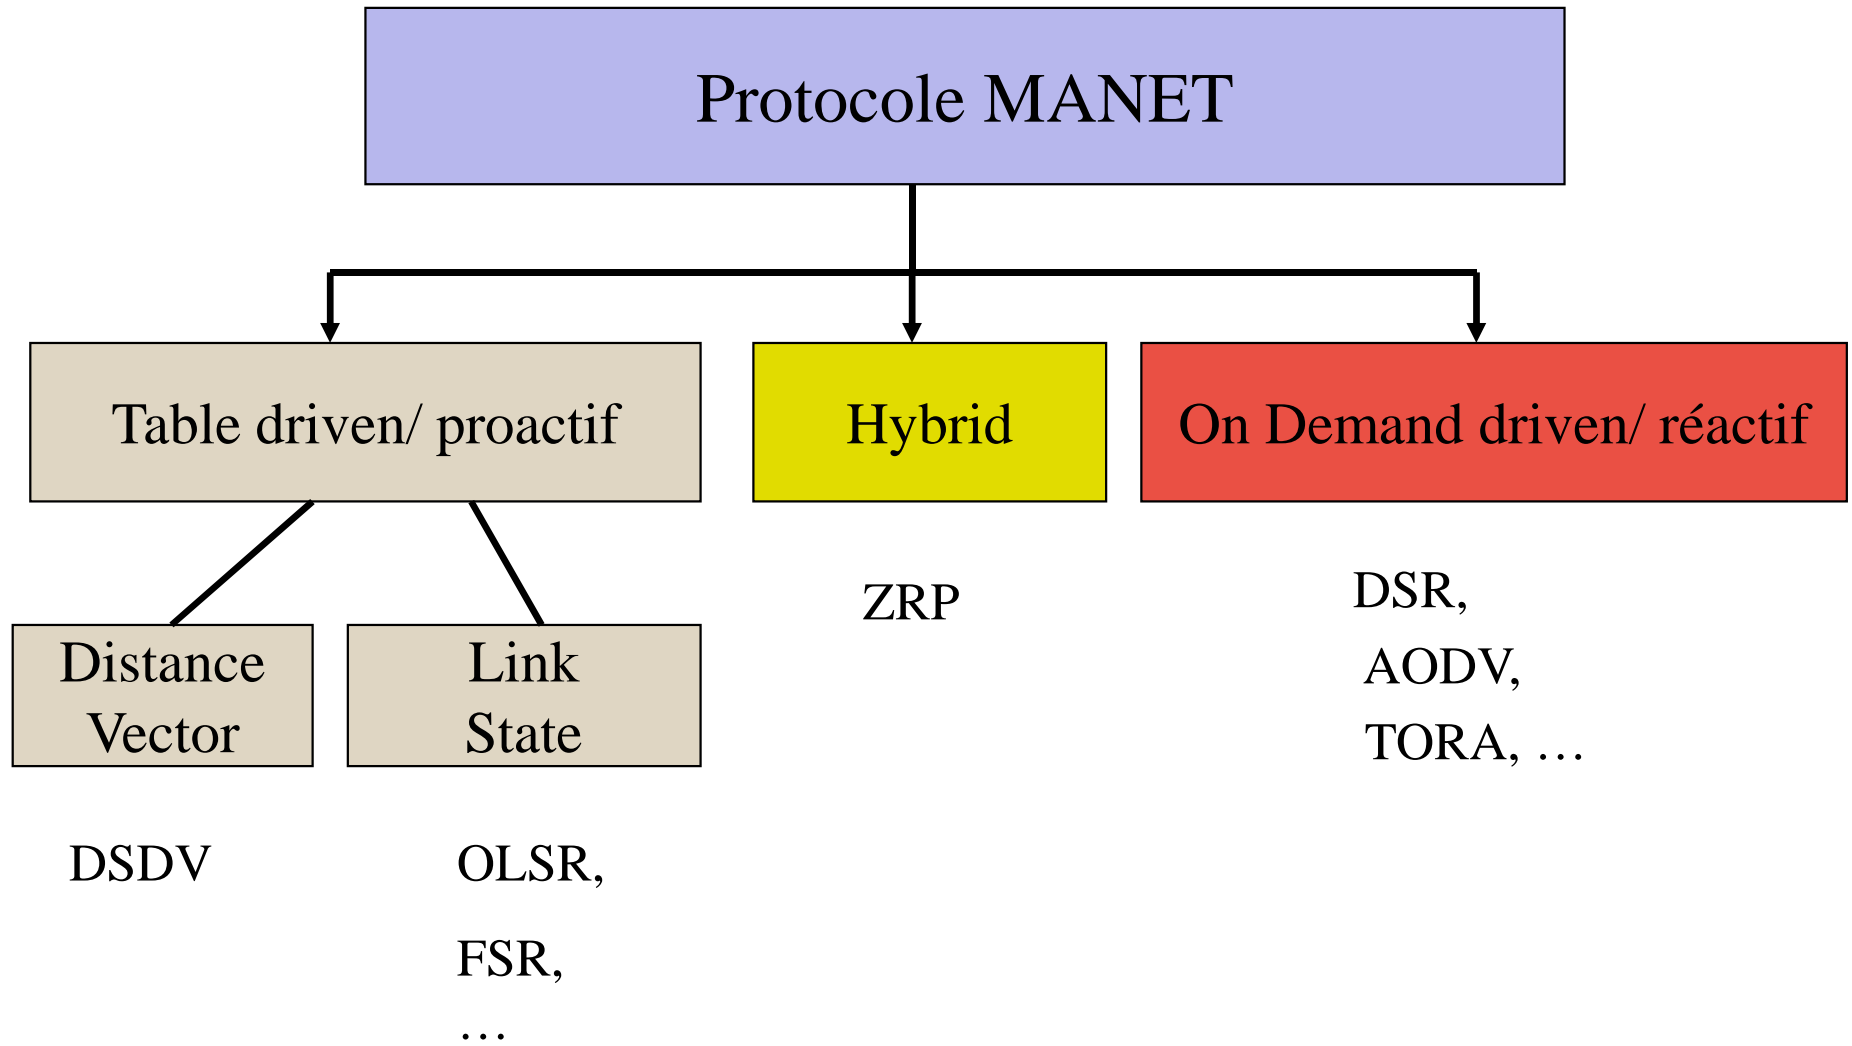 Protocole MANET
Table driven/ proactif
Hybrid
On Demand driven/ réactif
Distance
Vector
Link
State
ZRP
DSR,
AODV,
TORA, …
DSDV
OLSR,
FSR,
…